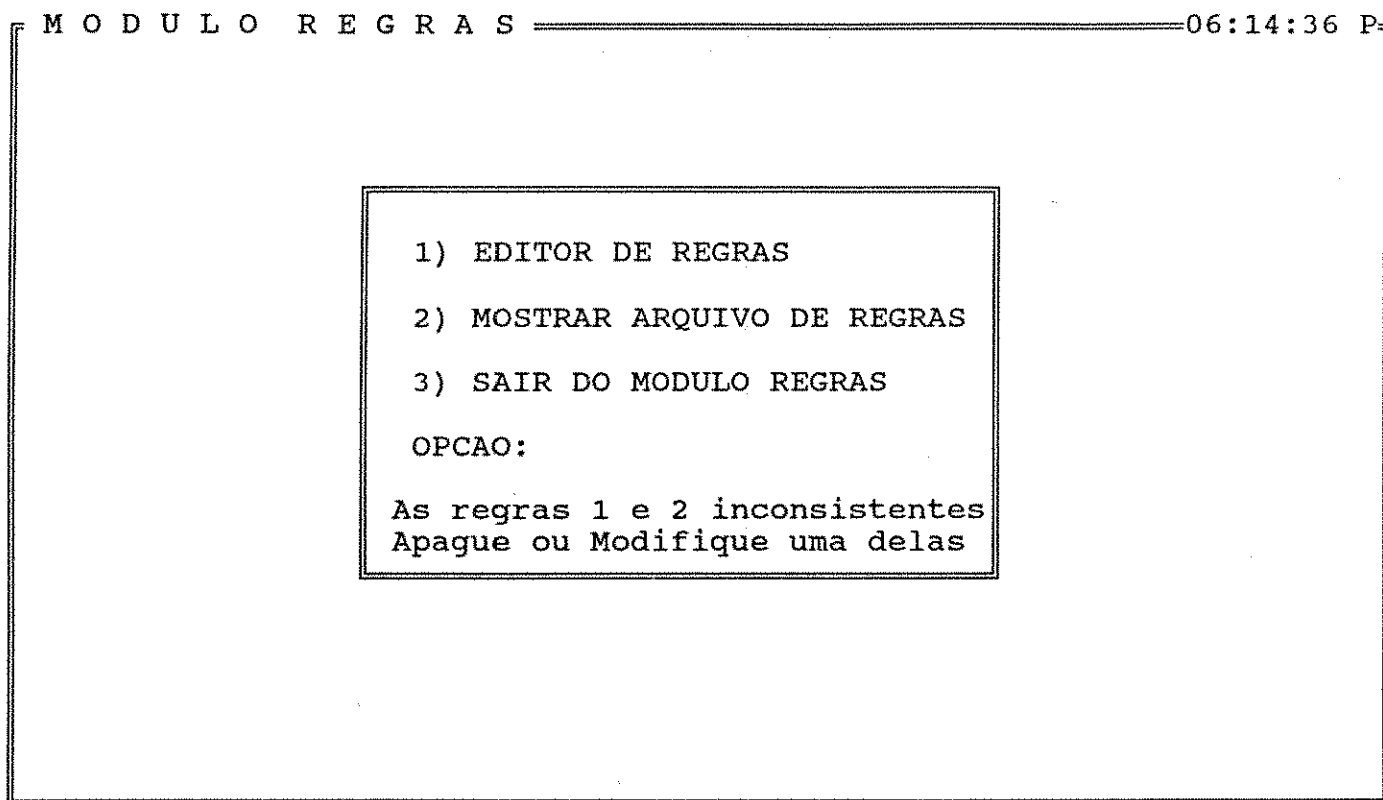 M O D U L O   R E G R A S 06:14:36 P
1) EDITOR DE REGRAS
2) MOSTRAR ARQUIVO DE REGRAS
3) SAIR DO MODULO REGRAS
OPCAO:
As regras 1 e 2 inconsistentes
Apague ou Modifique uma delas